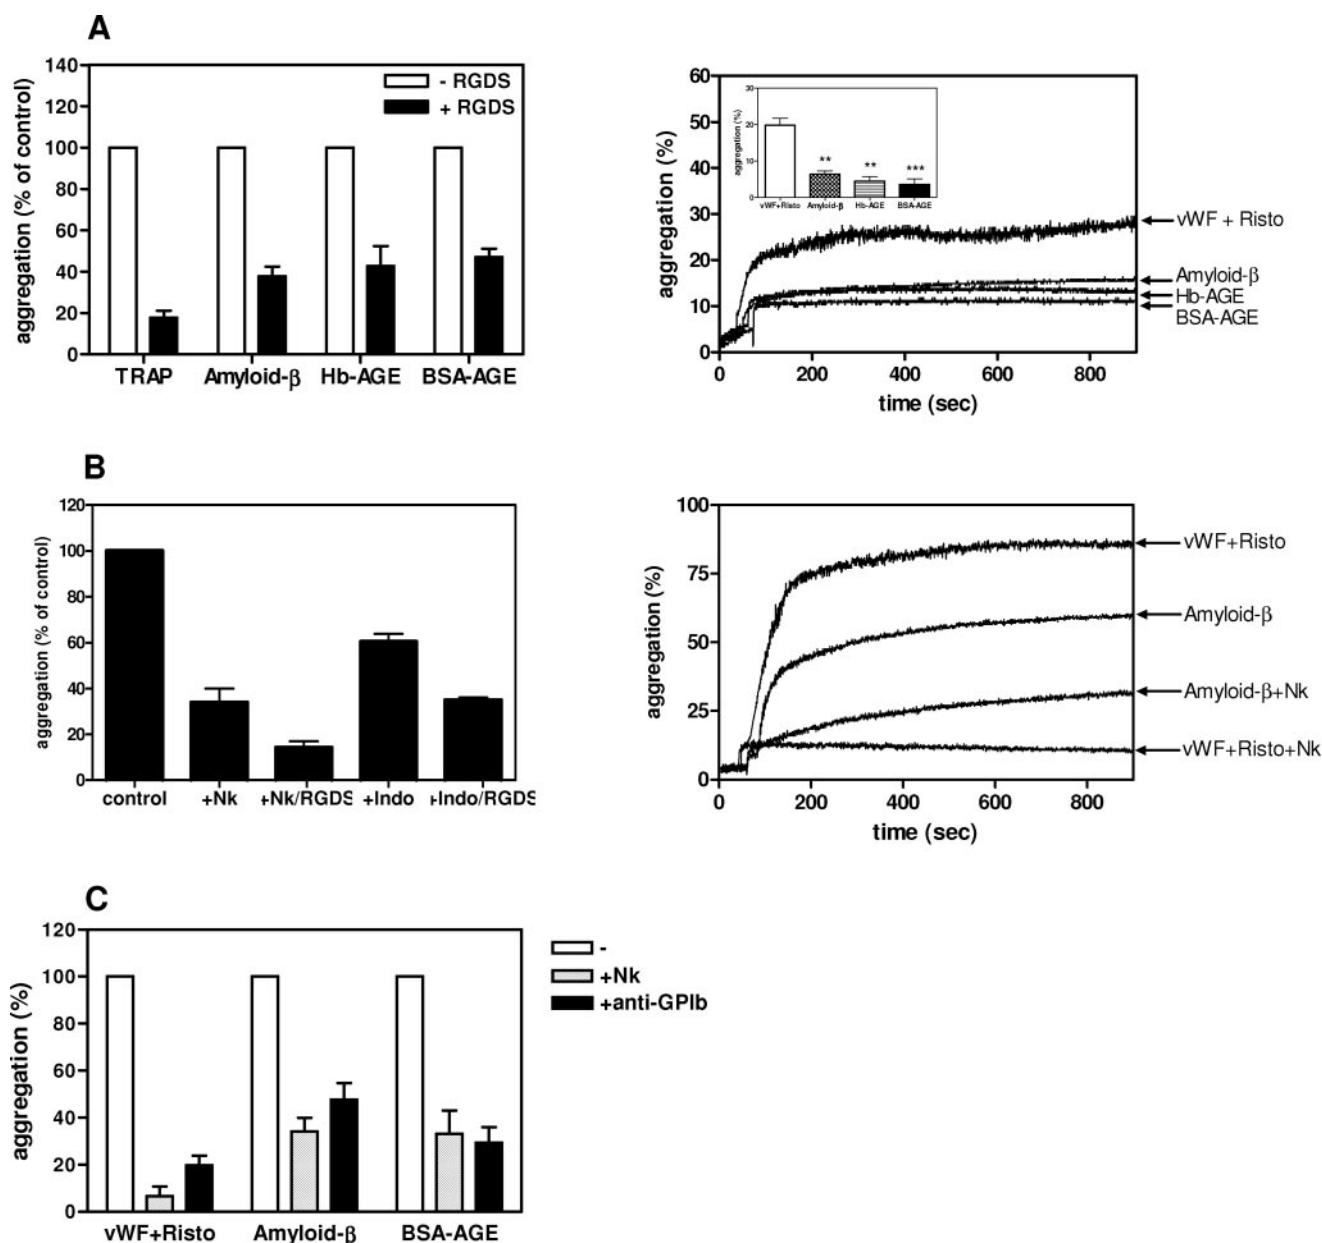 A
aggregation (% of control)
140
120
100
80
60
40
20
0
- RGDS
+ RGDS
TRAP Amyloid-β Hb-AGE BSA-AGE
aggregation (%)
60
50
40
30
20
10
0
aggregation (%)
30
20
10
0
** ** ***
vWF+Risto Amyloid-β Hb-AGE BSA-AGE
vWF + Risto
Amyloid-β
Hb-AGE
BSA-AGE
0 200 400 600 800
time (sec)
B
aggregation (% of control)
120
100
80
60
40
20
0
control +Nk +Nk/RGDS +Indo +Indo/RGDS
aggregation (%)
100
75
50
25
0
vWF+Risto
Amyloid-β
Amyloid-β+Nk
vWF+Risto+Nk
0 200 400 600 800
time (sec)
C
aggregation (%)
120
100
80
60
40
20
0
-
+Nk
+anti-GPIb
vWF+Risto Amyloid-β BSA-AGE